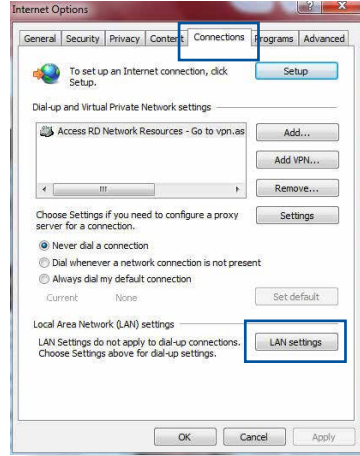 Internet Options
General Security Privacy Content Connections Programs Advanced
To set up an Internet connection, click
Setup.
Setup
Dial-up and Virtual Private Network settings
Access RD Network Resources - Go to vpn.as
Add...
Add VPN...
Remove...
Choose Settings if you need to configure a proxy
server for a connection.
Settings
Never dial a connection
Dial whenever a network connection is not present
Always dial my default connection
Current None
Set default
Local Area Network (LAN) settings
LAN Settings do not apply to dial-up connections.
Choose Settings above for dial-up settings.
LAN settings
OK Cancel Apply